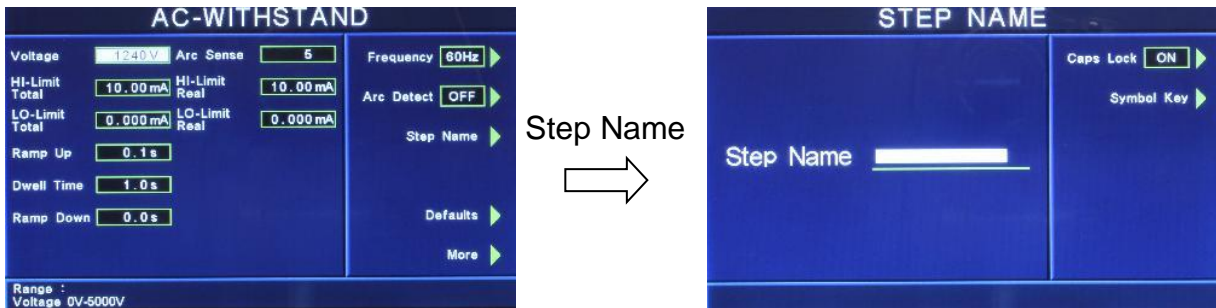 AC-WITHSTAND
Voltage 1240V Arc Sense 5
HI-Limit Total 10.00mA HI-Limit Real 10.00mA
LO-Limit Total 0.000mA LO-Limit Real 0.000mA
Ramp Up 0.1s
Dwell Time 1.0s
Ramp Down 0.0s
Frequency 60Hz
Arc Detect OFF
Step Name
Defaults
More
Range :
Voltage 0V-5000V
Step Name
STEP NAME
Step Name
Caps Lock ON
Symbol Key